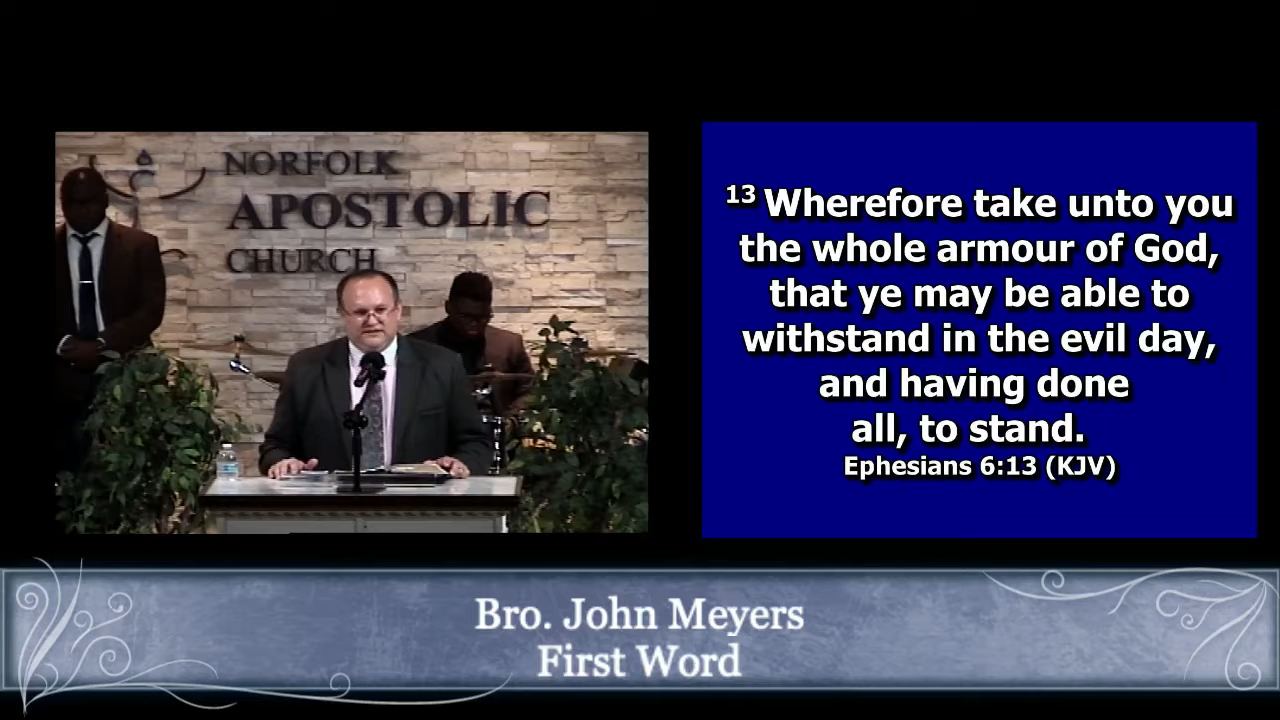 NORFOLK
APOSTOLIC
CHURCH
13 Wherefore take unto you
the whole armour of God,
that ye may be able to
withstand in the evil day,
and having done
all, to stand.
Ephesians 6:13 (KJV)
Bro. John Meyers
First Word